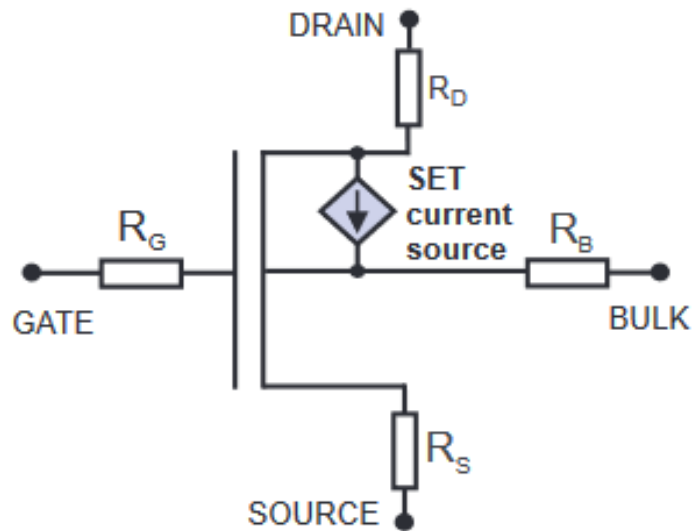 DRAIN
R_D
SET
current
source
R_G
R_B
GATE
BULK
R_S
SOURCE